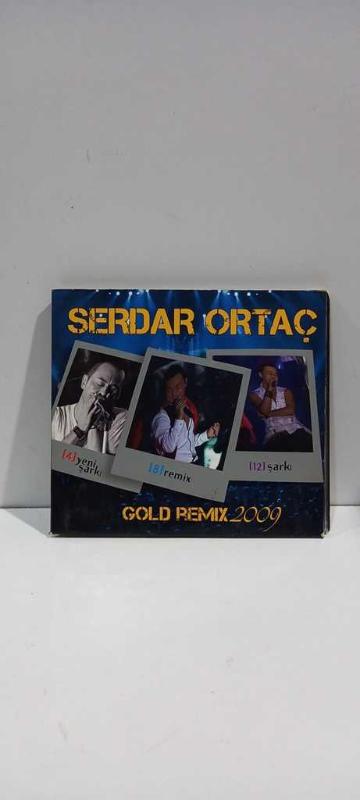 SERDAR ORTAÇ
[4] yeni
şarkı
[8] remix
[12] şarkı
GOLD REMIX 2009